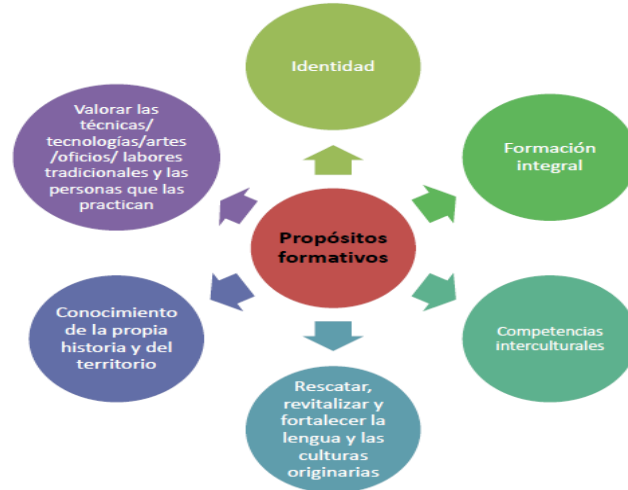 Identidad
Valorar las
técnicas/
tecnologías/artes
/oficios/ labores
tradicionales y las
personas que las
practican
Formación
integral
Propósitos
formativos
Conocimiento
de la propia
historia y del
territorio
Competencias
interculturales
Rescatar,
revitalizar y
fortalecer la
lengua y las
culturas
originarias